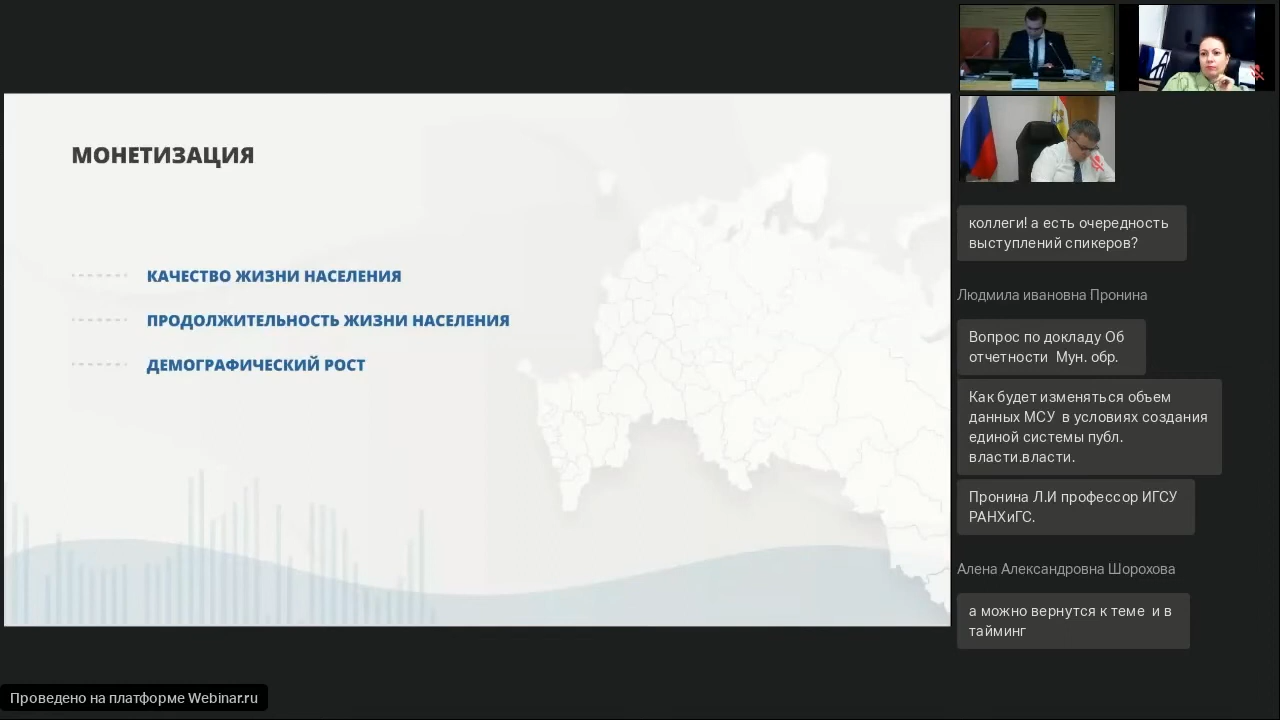 МОНЕТИЗАЦИЯ
КАЧЕСТВО ЖИЗНИ НАСЕЛЕНИЯ
ПРОДОЛЖИТЕЛЬНОСТЬ ЖИЗНИ НАСЕЛЕНИЯ
ДЕМОГРАФИЧЕСКИЙ РОСТ
Проведено на платформе Webinar.ru
коллеги! а есть очередность
выступлений спикеров?
Людмила ивановна Пронина
Вопрос по докладу Об
отчетности Мун. обр.
Как будет изменяться объем
данных МСУ в условиях создания
единой системы публ.
власти.власти.
Пронина Л.И профессор ИГСУ
РАНХиГС.
Алена Александровна Шорохова
а можно вернутся к теме и в
тайминг